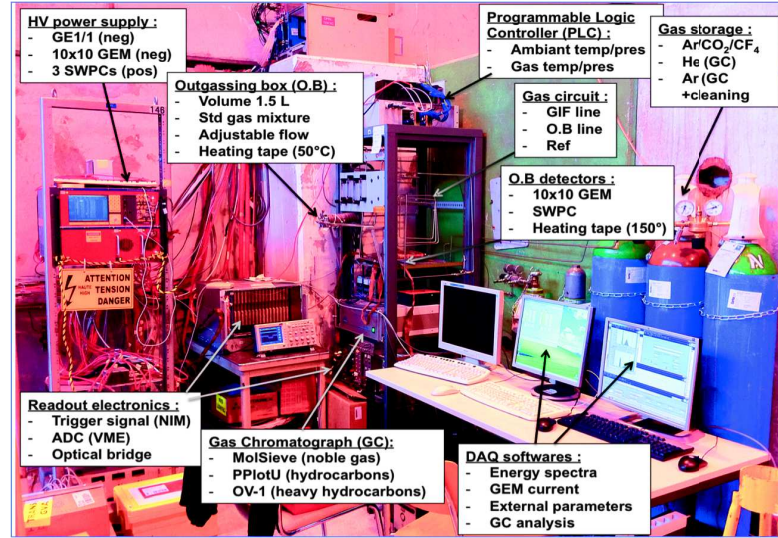 HV power supply :
- GE1/1 (neg)
- 10x10 GEM (neg)
- 3 SWPCs (pos)
Outgassing box (O.B) :
- Volume 1.5 L
- Std gas mixture
- Adjustable flow
- Heating tape (50°C)
Programmable Logic
Controller (PLC) :
- Ambiant temp/pres
- Gas temp/pres
Gas storage :
- Ar/CO2/CF4
- He (GC)
- Ar (GC
+cleaning
Gas circuit :
- GIF line
- O.B line
- Ref
O.B detectors :
- 10x10 GEM
- SWPC
- Heating tape (150°)
146
ATTENTION
HAUTE TENSION
HIGH DANGER
Readout electronics :
- Trigger signal (NIM)
- ADC (VME)
- Optical bridge
Gas Chromatograph (GC):
- MolSieve (noble gas)
- PPlotU (hydrocarbons)
- OV-1 (heavy hydrocarbons)
DAQ softwares :
- Energy spectra
- GEM current
- External parameters
- GC analysis